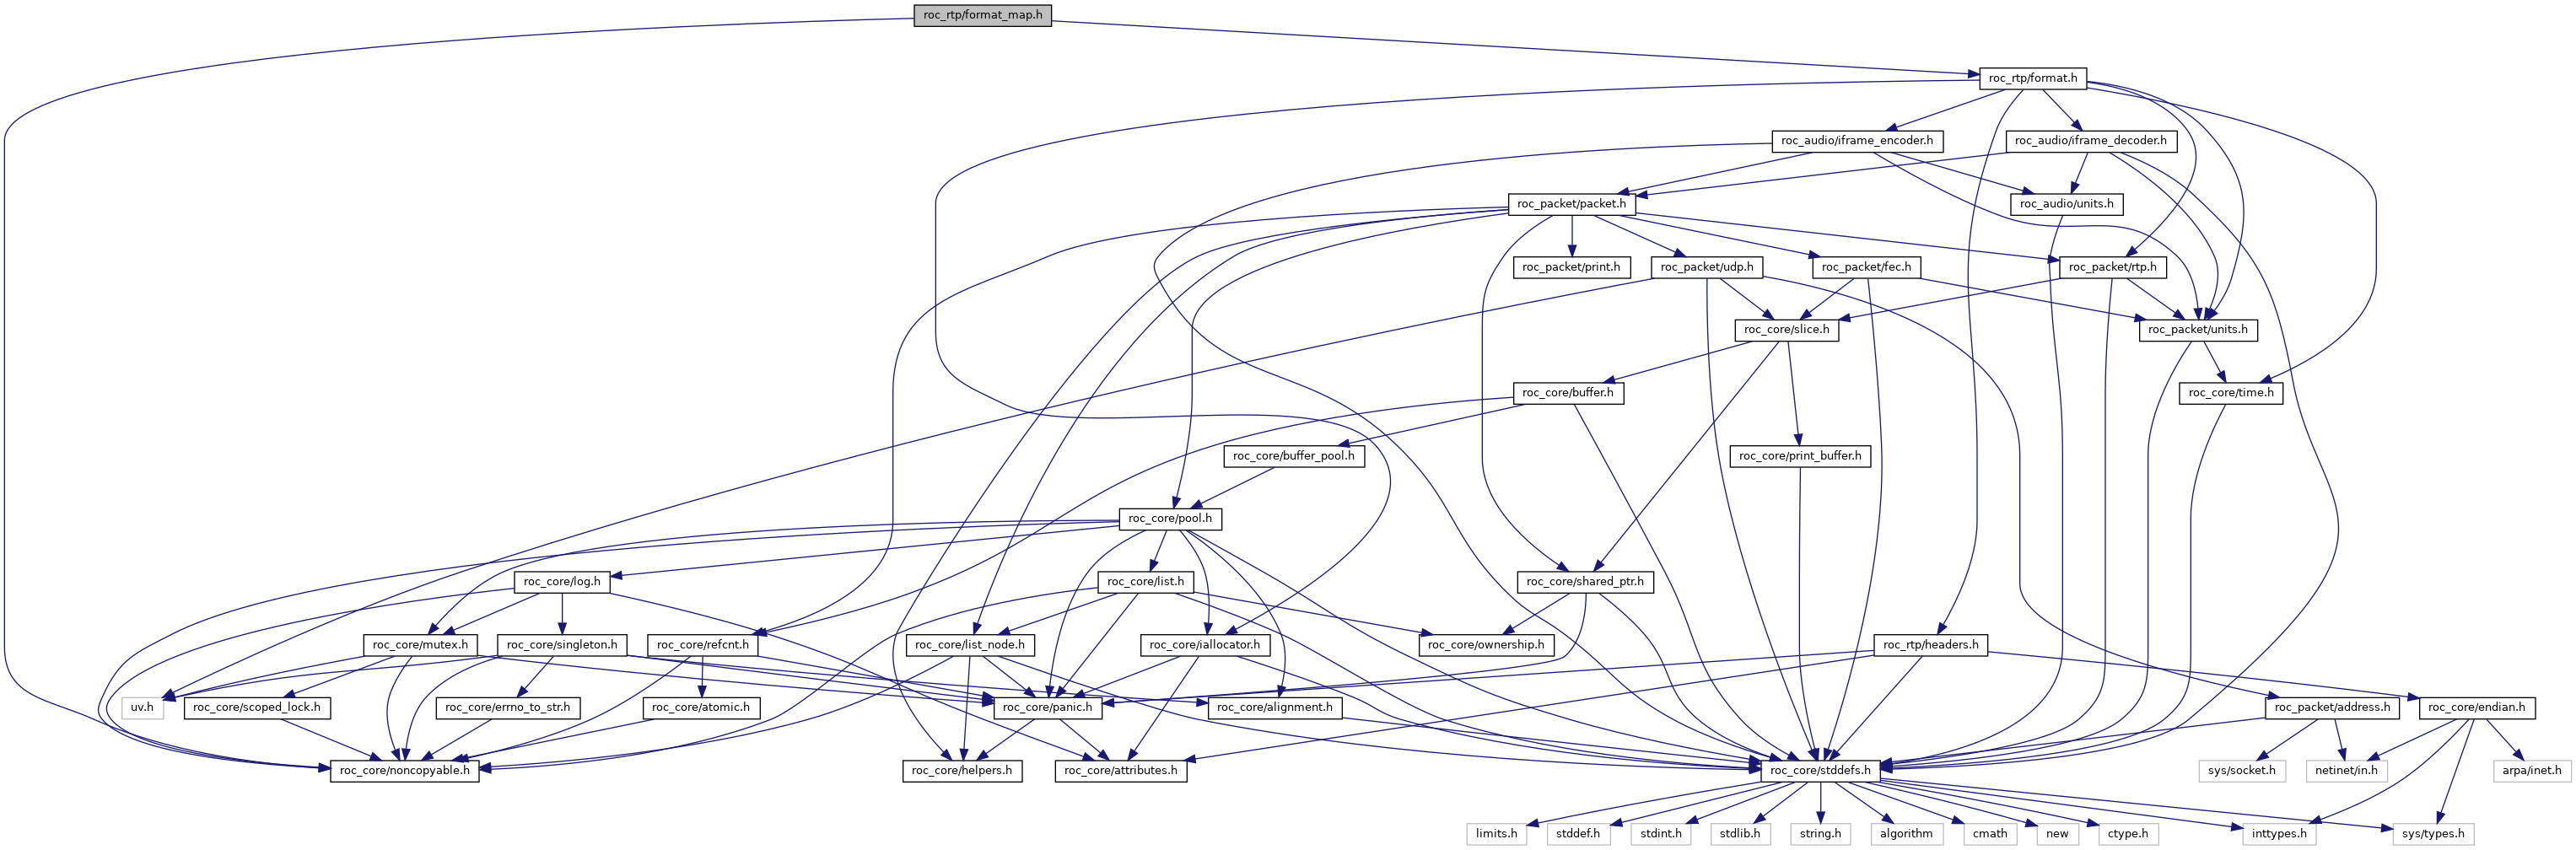 roc_rtp/format_map.h
roc_rtp/format.h
roc_audio/iframe_encoder.h
roc_audio/iframe_decoder.h
roc_packet/packet.h
roc_audio/units.h
roc_packet/print.h
roc_packet/udp.h
roc_packet/fec.h
roc_packet/rtp.h
roc_core/slice.h
roc_packet/units.h
roc_core/buffer.h
roc_core/time.h
roc_core/buffer_pool.h
roc_core/print_buffer.h
roc_core/pool.h
roc_core/log.h
roc_core/list.h
roc_core/shared_ptr.h
roc_core/mutex.h
roc_core/singleton.h
roc_core/refcnt.h
roc_core/list_node.h
roc_core/iallocator.h
roc_core/ownership.h
roc_rtp/headers.h
uv.h
roc_core/scoped_lock.h
roc_core/errno_to_str.h
roc_core/atomic.h
roc_core/panic.h
roc_core/alignment.h
roc_packet/address.h
roc_core/endian.h
roc_core/noncopyable.h
roc_core/helpers.h
roc_core/attributes.h
roc_core/stddefs.h
sys/socket.h
netinet/in.h
arpa/inet.h
limits.h
stddef.h
stdint.h
stdlib.h
string.h
algorithm
cmath
new
ctype.h
inttypes.h
sys/types.h